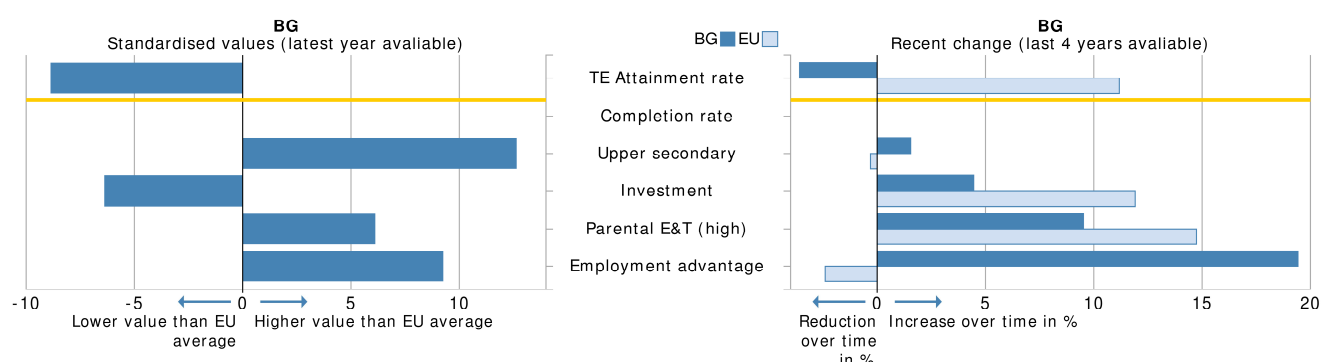 BG
Standardised values (latest year avaliable)
BG EU
BG
Recent change (last 4 years avaliable)
TE Attainment rate
Completion rate
Upper secondary
Investment
Parental E&T (high)
Employment advantage
-10 -5 0 5 10
Lower value than EU
average
Higher value than EU average
0 5 10 15 20
Reduction
over time
in %
Increase over time in %